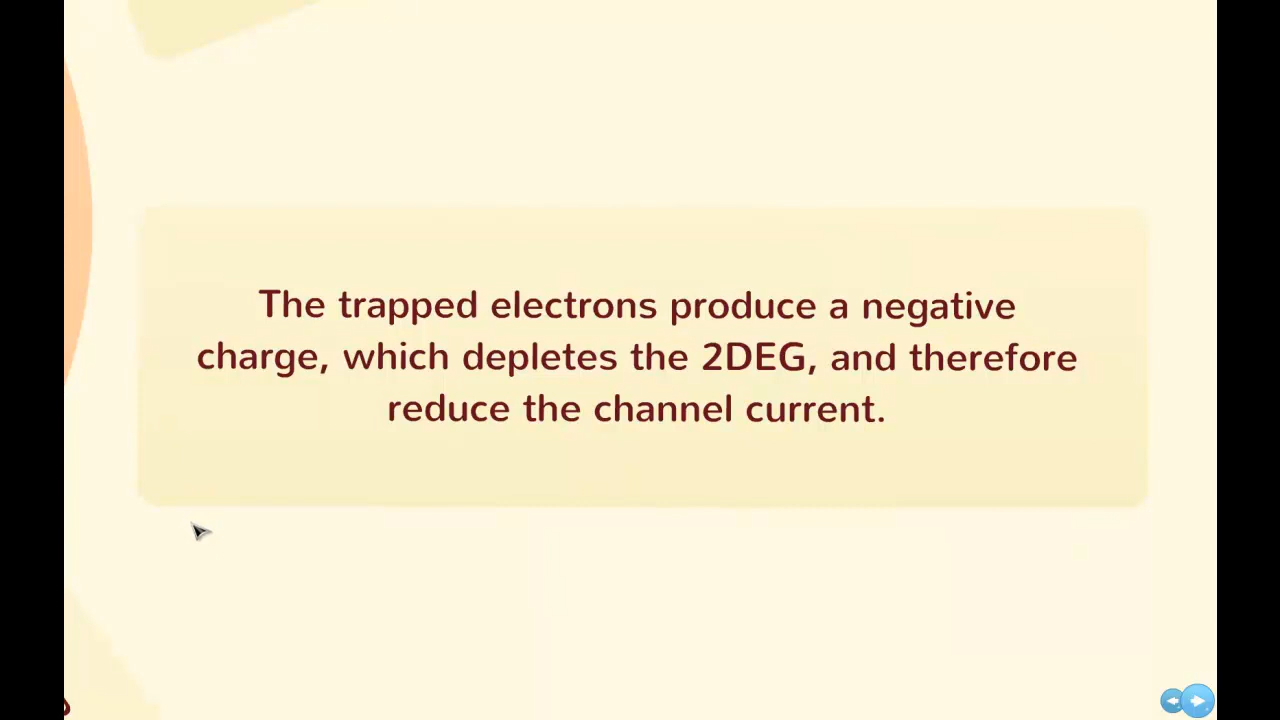 The trapped electrons produce a negative
charge, which depletes the 2DEG, and therefore
reduce the channel current.